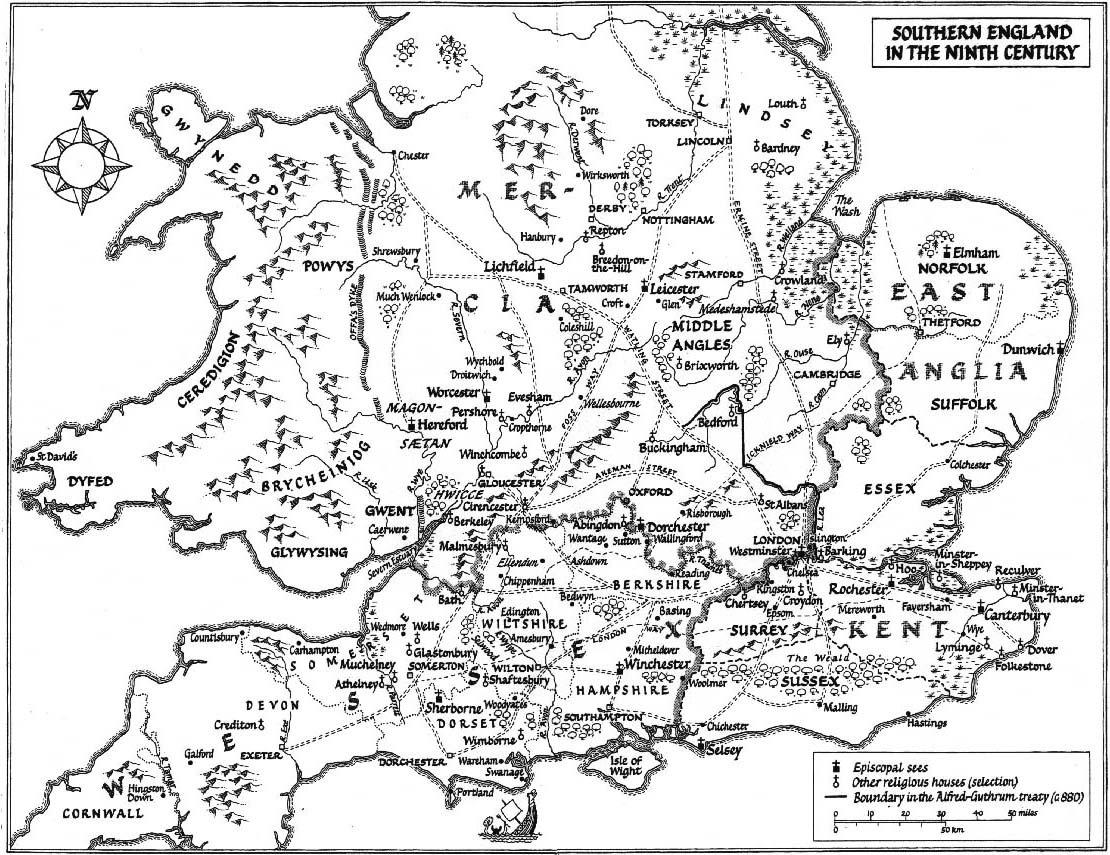 SOUTHERN ENGLAND
IN THE NINTH CENTURY
N
GWYNEDD
Chester
Dore
R. Derwent
Wirksworth
TORKSEY
LINDSEY
Louth
LINCOLN
Bardney
MER-
DERBY
R. Trent
NOTTINGHAM
Repton
Hanbury
Breedon-on-
the-Hill
ERMINE STREET
The
Wash
R. Welland
Shrewsbury
POWYS
OFFA'S DYKE
Much Wenlock
R. Severn
Lichfield
CIA
TAMWORTH
Coleshill
Croft
Leicester
Glen
STAMFORD
Crowland
Medeshamstede
R. Nene
MIDDLE
ANGLES
Brixworth
WATLING STREET
Elmham
NORFOLK
EAST
THETFORD
Ely
R. Ouse
Dunwich
CAMBRIDGE
R. Cam
ANGLIA
SUFFOLK
CEREDIGION
Wychbold
Droitwich
Worcester
R. Avon
FOSS WAY
Wellesbourne
Evesham
Pershore
Cropthorne
MAGON-
Hereford
SÆTAN
Bedford
ICKNIELD WAY
Buckingham
Winchcombe
GLOUCESTER
AKEMAN STREET
Colchester
ESSEX
St David's
DYFED
BRYCHEINIOG
R. Usk
R. Wye
HWICCE
GWENT
Caerwent
GLYWYSING
Severn Estuary
Cirencester
Berkeley
Kempsford
OXFORD
Abingdon
Dorchester
Wantage
Sutton
Wallingford
Risborough
St Albans
R. Lea
LONDON
Islington
Westminster
Barking
Chelsea
Malmesbury
Ellendun
Ashdown
R. Thames
Reading
Chippenham
BERKSHIRE
Bath
R. Avon
Bedwyn
Edington
WILTSHIRE
Basing
Kingston
Chertsey
Croydon
Epsom
Rochester
Hoo
Minster-
in-Sheppey
Reculver
Minster-
in-Thanet
Mereworth
Faversham
Canterbury
Countisbury
Carhampton
SOMERSET
Wedmore
Wells
Glastonbury
Muchelney
SOMERTON
Athelney
Amesbury
R. Wylye
LONDON WAY
WILTON
Shaftesbury
Micheldever
Winchester
WESSEX
SURREY
KENT
Wye
Lyminge
Dover
Folkestone
The Weald
SUSSEX
Woolmer
HAMPSHIRE
Malling
Hastings
DEVON
Crediton
R. Exe
Galford
EXETER
Sherborne
Woodyates
DORSET
SOUTHAMPTON
Chichester
Selsey
Wimborne
DORCHESTER
Wareham
Swanage
Isle of
Wight
Portland
Hingston
Down
CORNWALL
Episcopal sees
Other religious houses (selection)
Boundary in the Alfred-Guthrum treaty (c.880)
0 10 20 30 40 50 miles
0 50 km